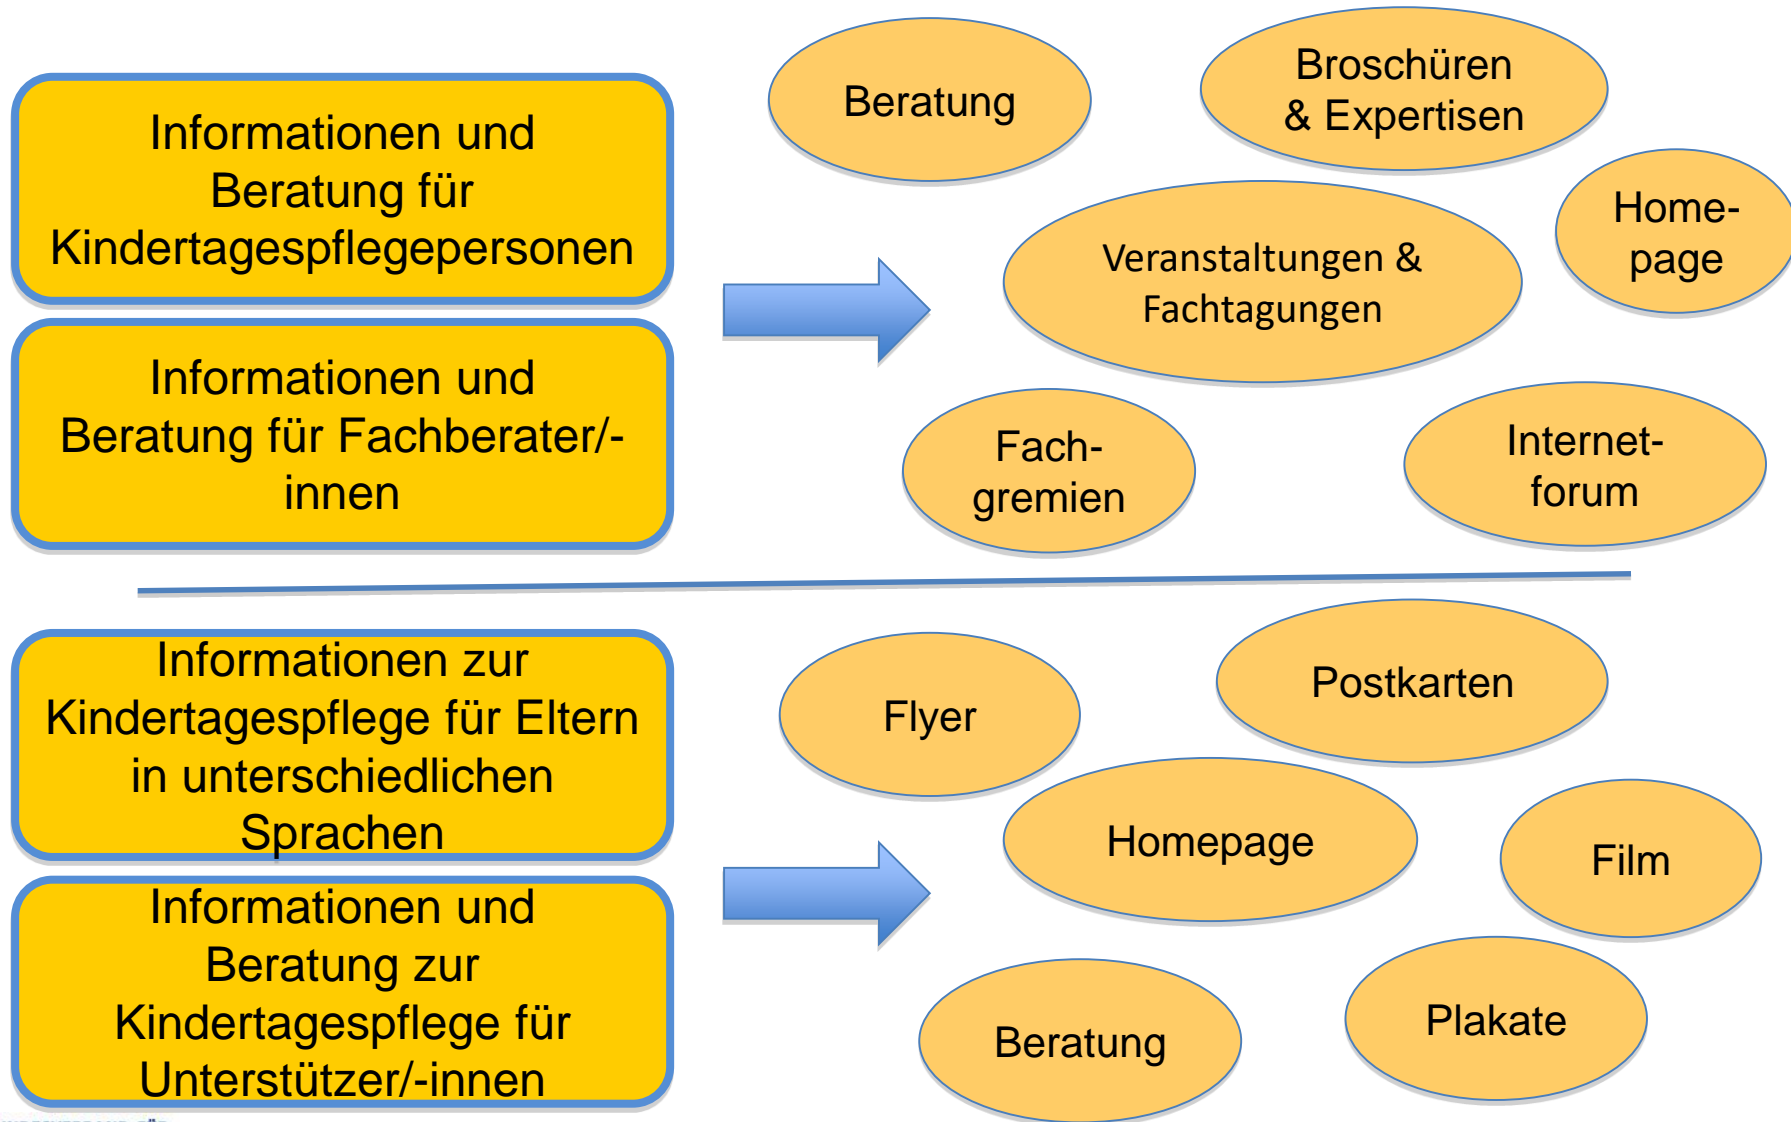 Informationen und
Beratung für
Kindertagespflegepersonen
Informationen und
Beratung für Fachberater/-
innen
Beratung
Broschüren
& Expertisen
Home-
page
Veranstaltungen &
Fachtagungen
Fach-
gremien
Internet-
forum
Informationen zur
Kindertagespflege für Eltern
in unterschiedlichen
Sprachen
Informationen und
Beratung zur
Kindertagespflege für
Unterstützer/-innen
Flyer
Postkarten
Homepage
Film
Beratung
Plakate